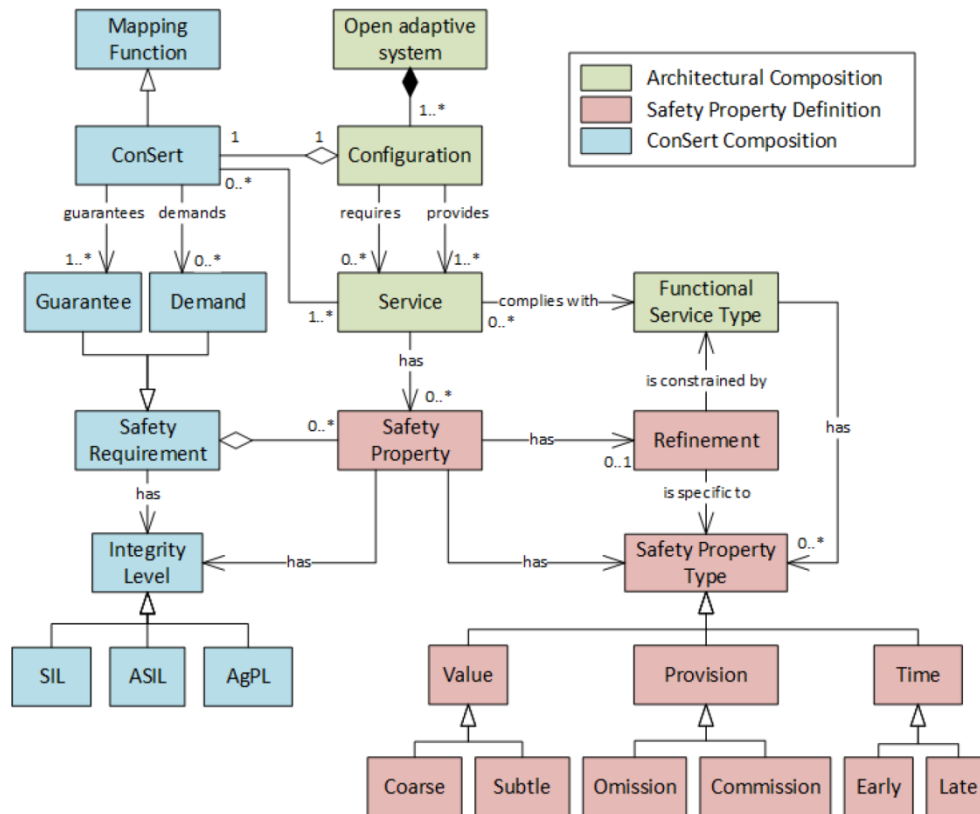 Mapping
Function
Open adaptive
system
Architectural Composition
Safety Property Definition
ConSert Composition
1..*
ConSert
1
1
Configuration
0..*
guarantees
demands
requires
provides
1..*
0..*
0..*
1..*
Guarantee
Demand
1..*
Service
complies with
0..*
Functional
Service Type
has
0..*
is constrained by
Safety
Requirement
0..*
Safety
Property
has
0..1
Refinement
has
has
is specific to
Integrity
Level
has
has
Safety Property
Type
0..*
SIL
ASIL
AgPL
Value
Provision
Time
Coarse
Subtle
Omission
Commission
Early
Late